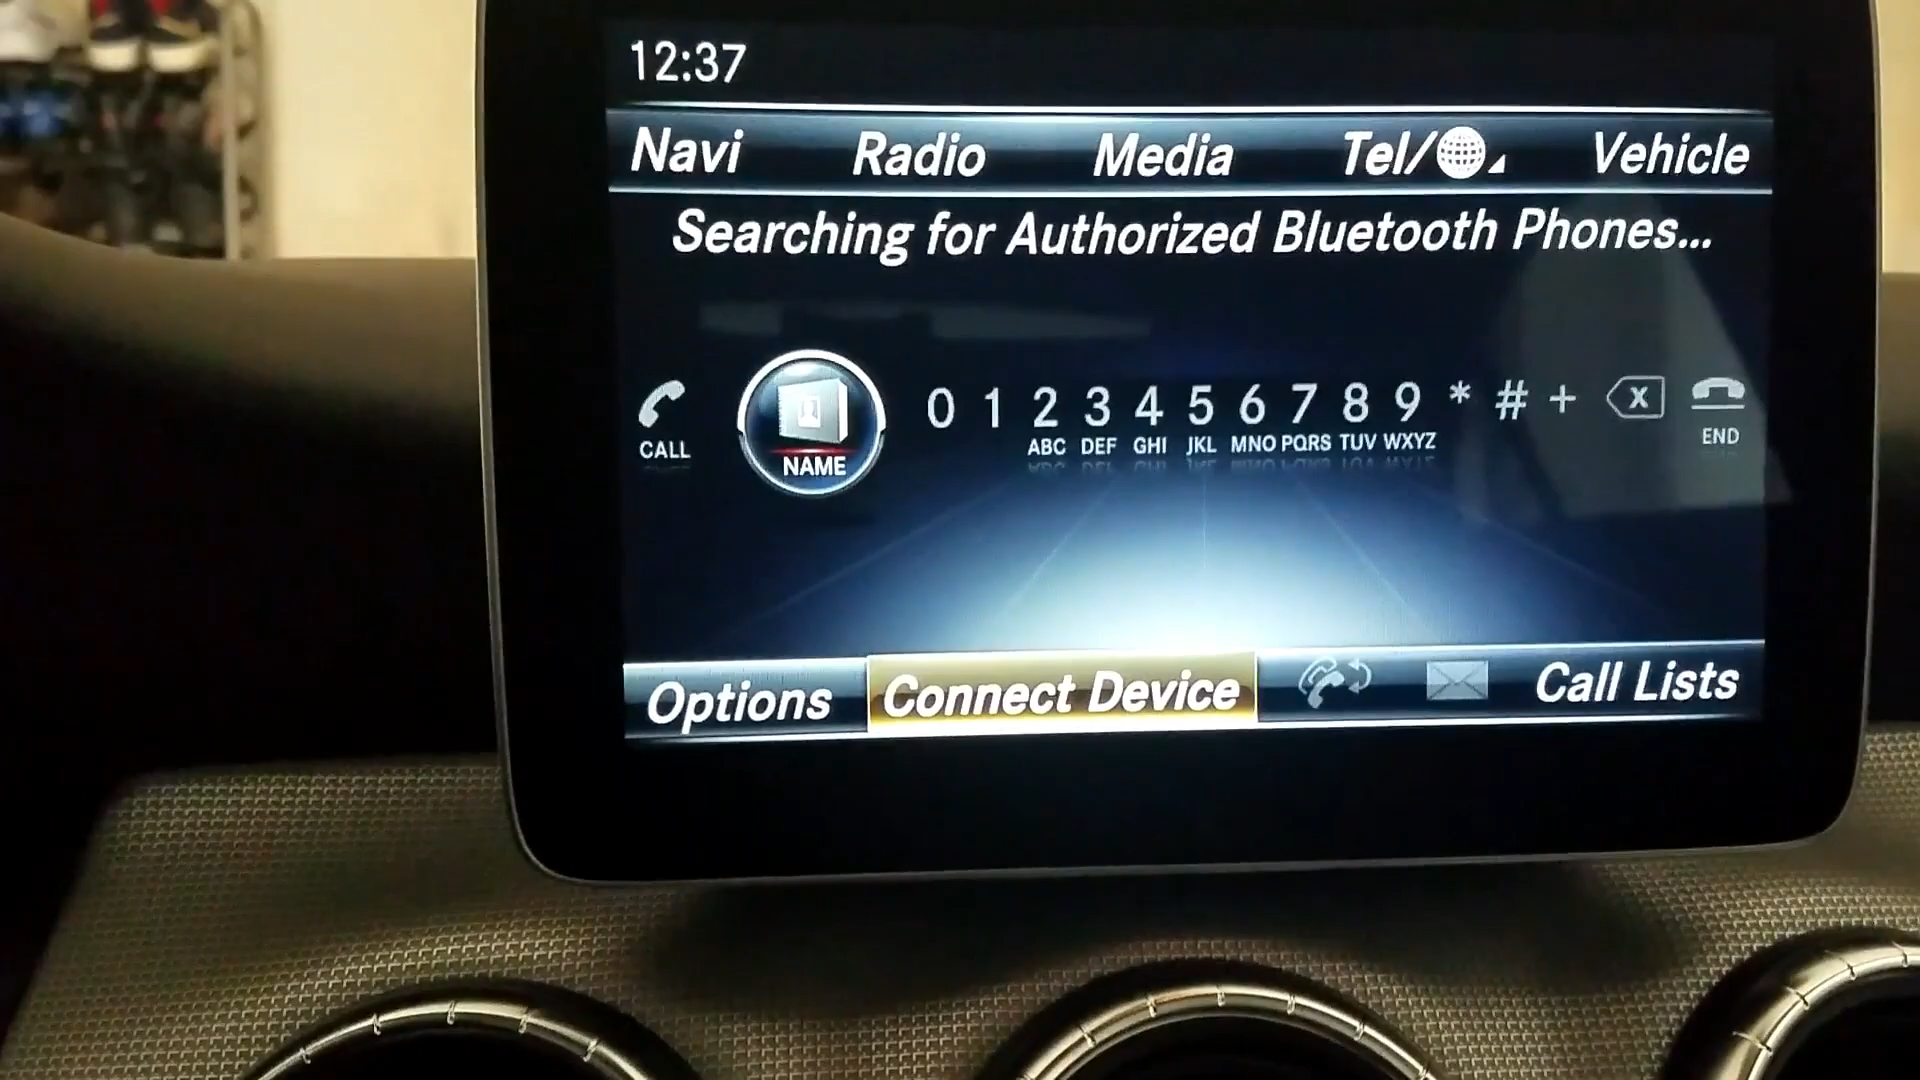 12:37
Navi Radio Media Tel/ Vehicle
Searching for Authorized Bluetooth Phones...
0 1 2 3 4 5 6 7 8 9 * # + X
CALL NAME ABC DEF GHI JKL MNO PQRS TUV WXYZ END
Options Connect Device Call Lists